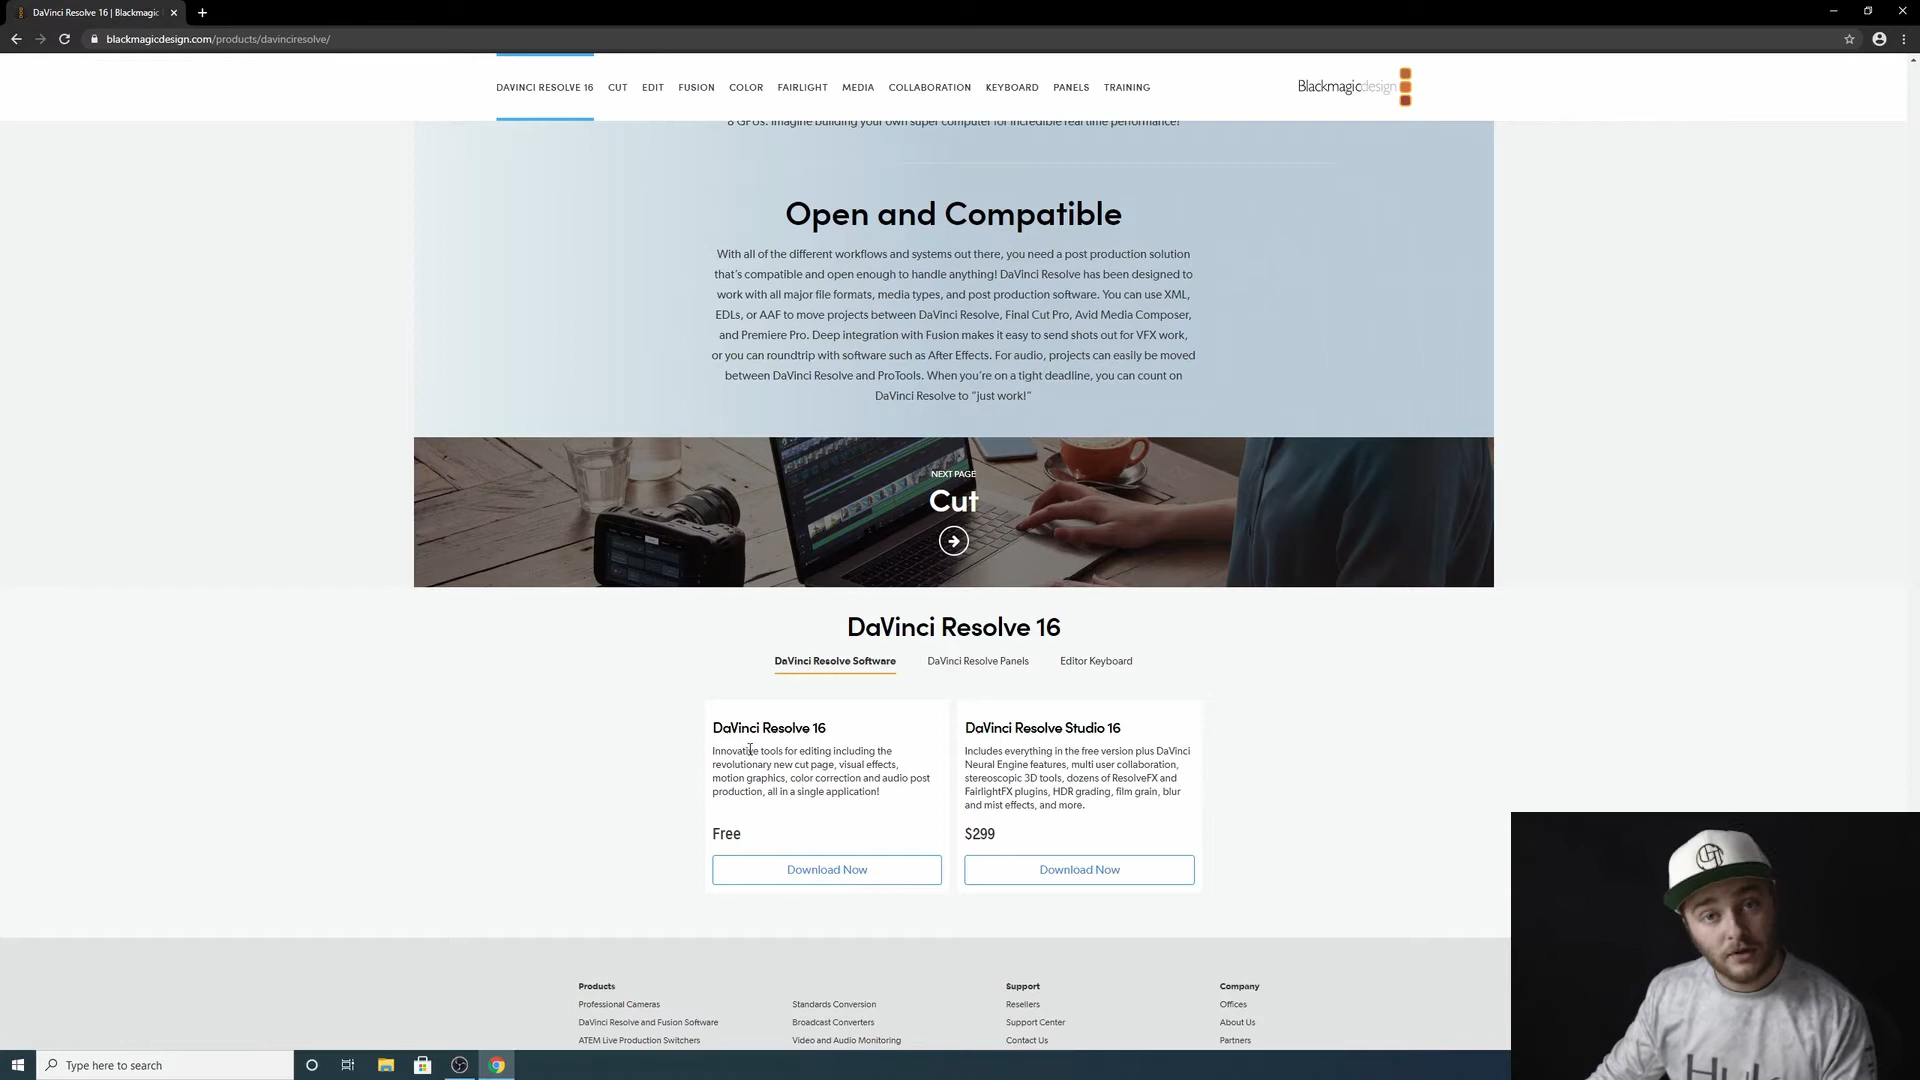 DaVinci Resolve 16 | Blackmagic
blackmagicdesign.com/products/davinciresolve/
DAVINCI RESOLVE 16 CUT EDIT FUSION COLOR FAIRLIGHT MEDIA COLLABORATION KEYBOARD PANELS TRAINING
Blackmagicdesign
8 GPUs. Imagine building your own super computer for incredible real time performance!
Open and Compatible
With all of the different workflows and systems out there, you need a post production solution
that's compatible and open enough to handle anything! DaVinci Resolve has been designed to
work with all major file formats, media types, and post production software. You can use XML,
EDLs, or AAF to move projects between DaVinci Resolve, Final Cut Pro, Avid Media Composer,
and Premiere Pro. Deep integration with Fusion makes it easy to send shots out for VFX work,
or you can roundtrip with software such as After Effects. For audio, projects can easily be moved
between DaVinci Resolve and ProTools. When you're on a tight deadline, you can count on
DaVinci Resolve to “just work!”
NEXT PAGE
Cut
DaVinci Resolve 16
DaVinci Resolve Software DaVinci Resolve Panels Editor Keyboard
DaVinci Resolve 16
Innovative tools for editing including the
revolutionary new cut page, visual effects,
motion graphics, color correction and audio post
production, all in a single application!
Free
Download Now
DaVinci Resolve Studio 16
Includes everything in the free version plus DaVinci
Neural Engine features, multi user collaboration,
stereoscopic 3D tools, dozens of ResolveFX and
FairlightFX plugins, HDR grading, film grain, blur
and mist effects, and more.
$299
Download Now
Products
Professional Cameras
DaVinci Resolve and Fusion Software
ATEM Live Production Switchers
Standards Conversion
Broadcast Converters
Video and Audio Monitoring
Support
Resellers
Support Center
Contact Us
Company
Offices
About Us
Partners
Type here to search